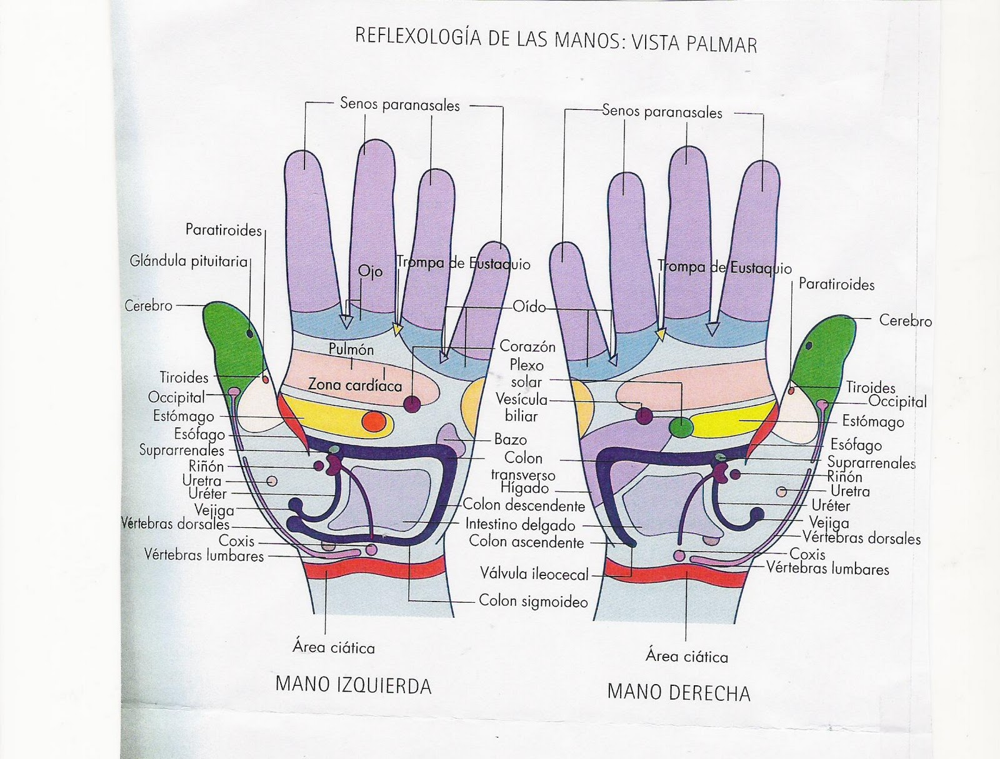 REFLEXOLOGÍA DE LAS MANOS: VISTA PALMAR
Senos paranasales
Senos paranasales
Paratiroides
Glándula pituitaria
Cerebro
Ojo
Trompa de Eustaquio
Trompa de Eustaquio
Paratiroides
Cerebro
Oído
Pulmón
Zona cardíaca
Corazón
Plexo
solar
Vesícula
biliar
Bazo
Colon
transverso
Hígado
Colon descendente
Intestino delgado
Colon ascendente
Válvula ileocecal
Colon sigmoideo
Tiroides
Occipital
Estómago
Esófago
Suprarrenales
Riñón
Uretra
Uréter
Vejiga
Vértebras dorsales
Coxis
Vértebras lumbares
Tiroides
Occipital
Estómago
Esófago
Suprarrenales
Riñón
Uretra
Uréter
Vejiga
Vértebras dorsales
Coxis
Vértebras lumbares
Área ciática
Área ciática
MANO IZQUIERDA
MANO DERECHA